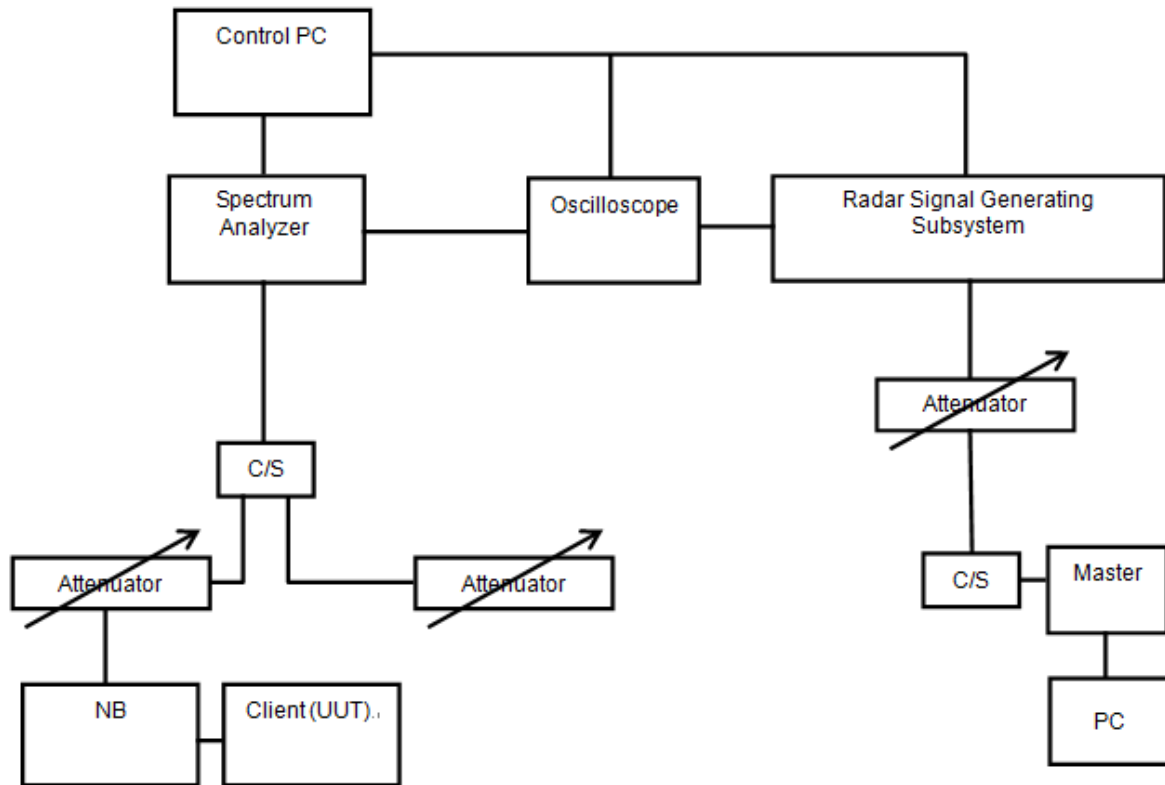 Control PC
Spectrum
Analyzer
Oscilloscope
Radar Signal Generating
Subsystem
Attenuator
C/S
Attenuator
Attenuator
C/S
Master
NB
Client (UUT)..
PC